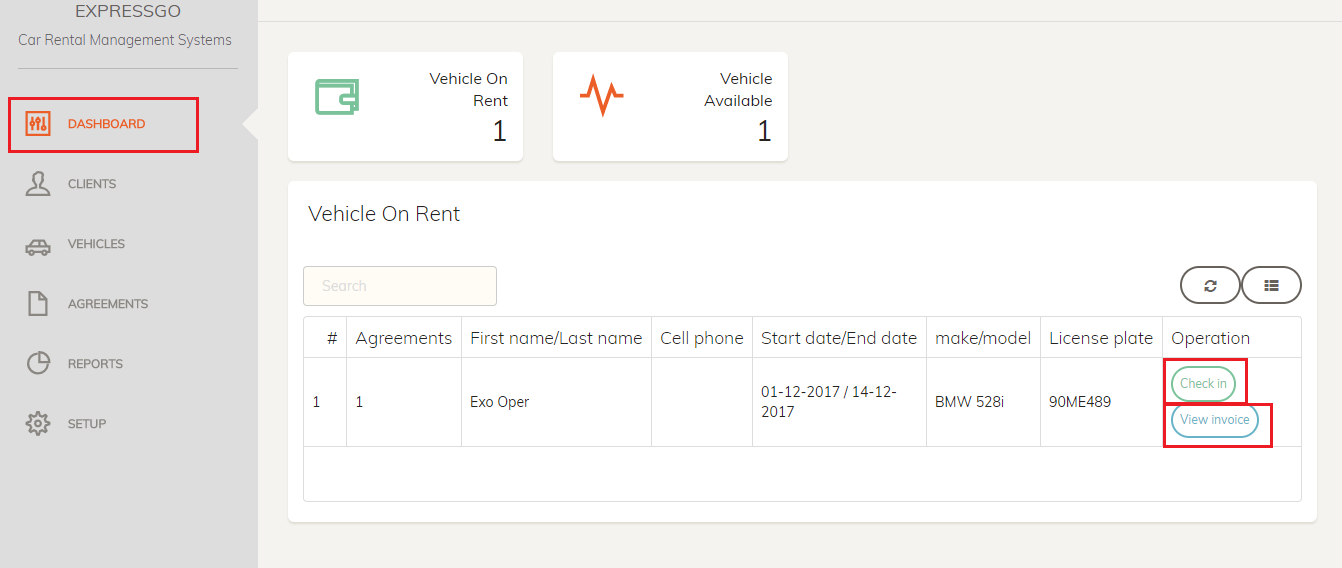 EXPRESSGO
Car Rental Management Systems
DASHBOARD
CLIENTS
VEHICLES
AGREEMENTS
REPORTS
SETUP
Vehicle On
Rent
1
Vehicle
Available
1
Vehicle On Rent
Search
# Agreements First name/Last name Cell phone Start date/End date make/model License plate Operation
1 1 Exo Oper 01-12-2017 / 14-12-
2017 BMW 528i 90ME489 Check in
View invoice